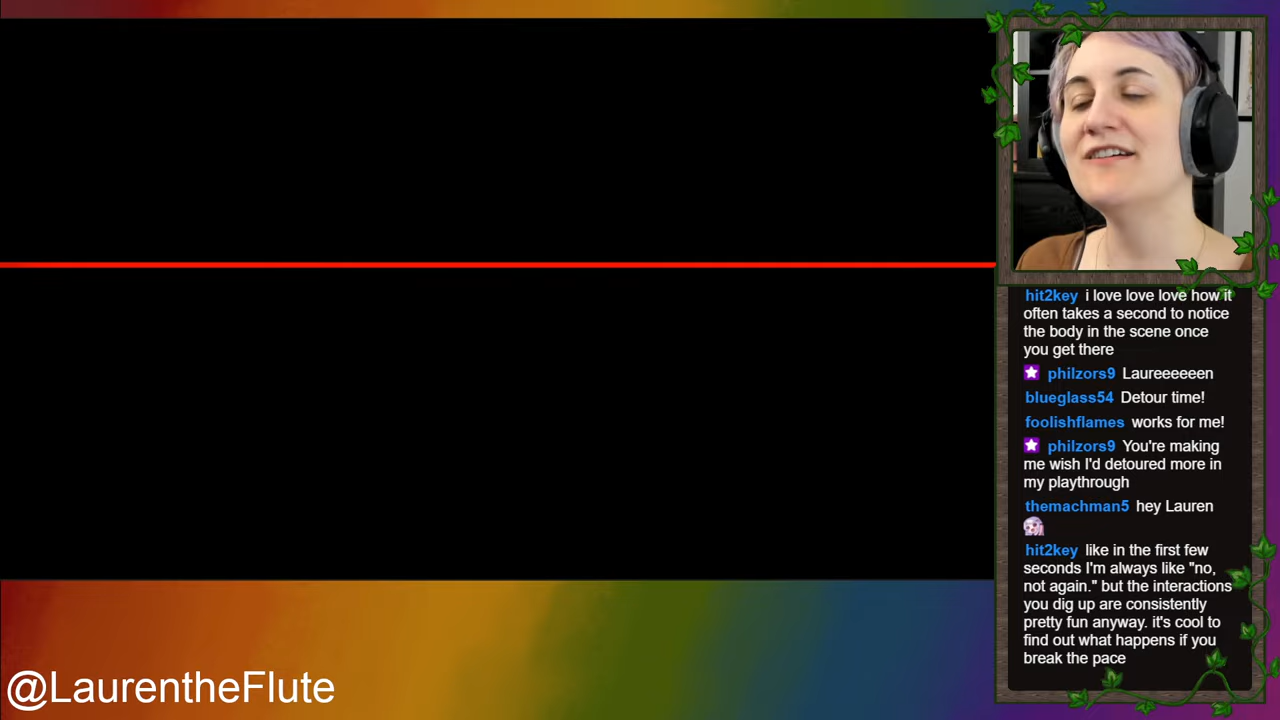 hit2key i love love love how it
often takes a second to notice
the body in the scene once
you get there
philzors9 Laureeeeeen
blueglass54 Detour time!
foolishflames works for me!
philzors9 You're making
me wish I'd detoured more in
my playthrough
themachman5 hey Lauren
hit2key like in the first few
seconds I'm always like "no,
not again." but the interactions
you dig up are consistently
pretty fun anyway. it's cool to
find out what happens if you
break the pace
@LaurentheFlute